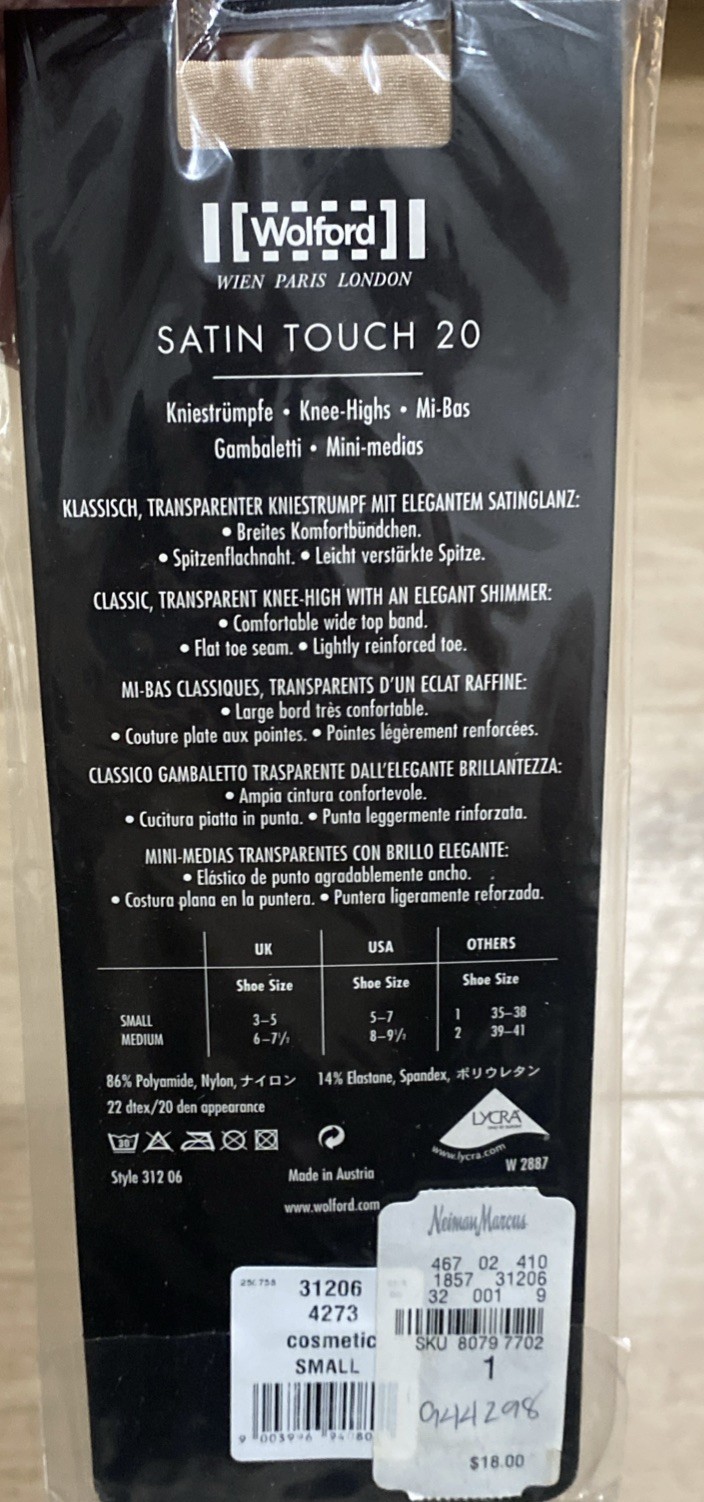 Wolford
WIEN PARIS LONDON
SATIN TOUCH 20
Kniestrümpfe • Knee-Highs • Mi-Bas
Gambaletti • Mini-medias
KLASSISCH, TRANSPARENTER KNIESTRUMPF MIT ELEGANTEM SATINGLANZ:
• Breites Komfortbündchen.
• Spitzenflachnaht. • Leicht verstärkte Spitze.
CLASSIC, TRANSPARENT KNEE-HIGH WITH AN ELEGANT SHIMMER:
• Comfortable wide top band.
• Flat toe seam. • Lightly reinforced toe.
MI-BAS CLASSIQUES, TRANSPARENTS D'UN ECLAT RAFFINE:
• Large bord très confortable.
• Couture plate aux pointes. • Pointes légèrement renforcées.
CLASSICO GAMBALETTO TRASPARENTE DALL'ELEGANTE BRILLANTEZZA:
• Ampia cintura confortevole.
• Cucitura piatta in punta. • Punta leggermente rinforzata.
MINI-MEDIAS TRANSPARENTES CON BRILLO ELEGANTE:
• Elástico de punto agradablemente ancho.
• Costura plana en la puntera. • Puntera ligeramente reforzada.
UK USA OTHERS
Shoe Size Shoe Size Shoe Size
SMALL 3–5 5–7 1 35–38
MEDIUM 6–7½ 8–9½ 2 39–41
86% Polyamide, Nylon, ナイロン 14% Elastane, Spandex, ポリウレタン
22 dtex/20 den appearance
LYCRA
www.lycra.com
30
W 2887
Style 312 06 Made in Austria
www.wolford.com
Neiman Marcus
467 02 410
1857 31206
32 001 9
SKU 8079 7702
1
944298
$18.00
31206
4273
cosmetic
SMALL